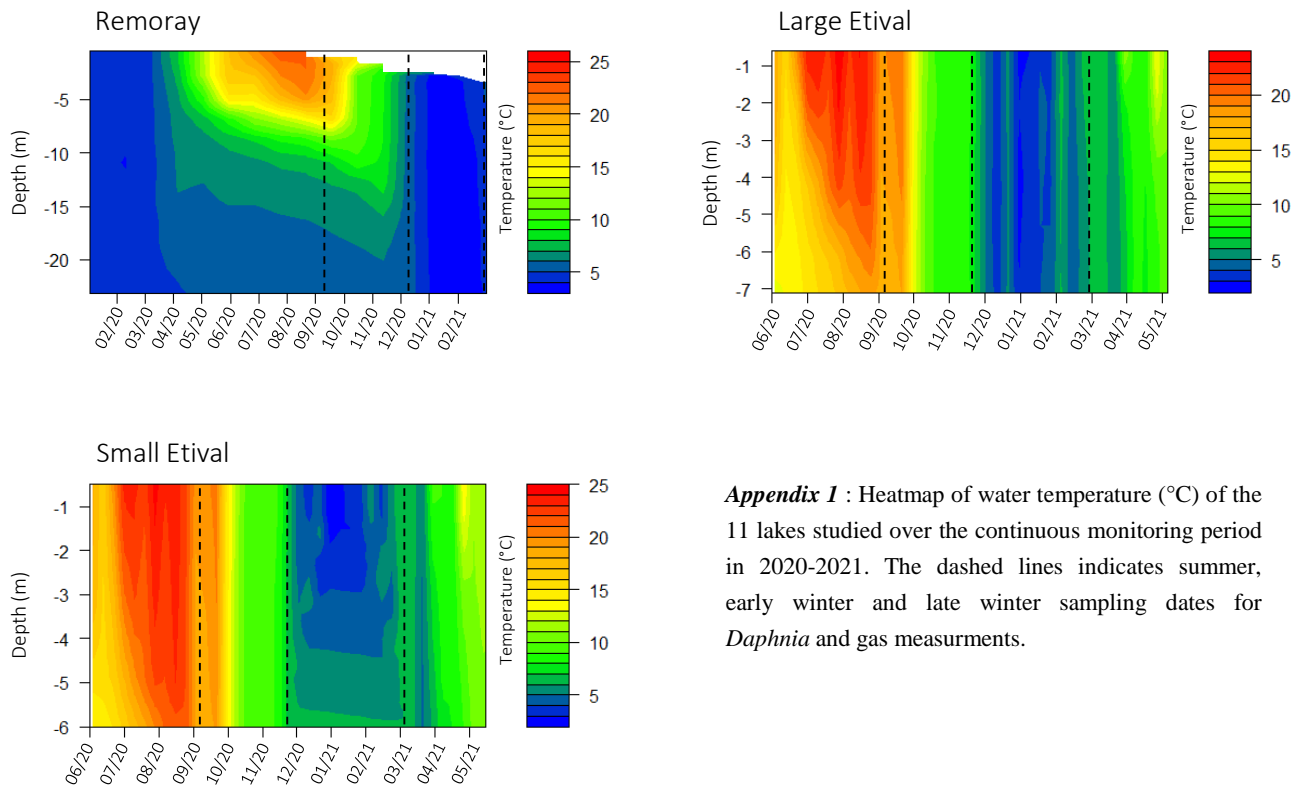 Remoray
Depth (m)
-5
-10
-15
-20
02/20 03/20 04/20 05/20 06/20 07/20 08/20 09/20 10/20 11/20 12/20 01/21 02/21
Temperature (°C)
25
20
15
10
5
Large Etival
Depth (m)
-1
-2
-3
-4
-5
-6
-7
06/20 07/20 08/20 09/20 10/20 11/20 12/20 01/21 02/21 03/21 04/21 05/21
Temperature (°C)
20
15
10
5
Small Etival
Depth (m)
-1
-2
-3
-4
-5
-6
06/20 07/20 08/20 09/20 10/20 11/20 12/20 01/21 02/21 03/21 04/21 05/21
Temperature (°C)
25
20
15
10
5
Appendix 1 : Heatmap of water temperature (°C) of the
11 lakes studied over the continuous monitoring period
in 2020-2021. The dashed lines indicates summer,
early winter and late winter sampling dates for
Daphnia and gas measurments.